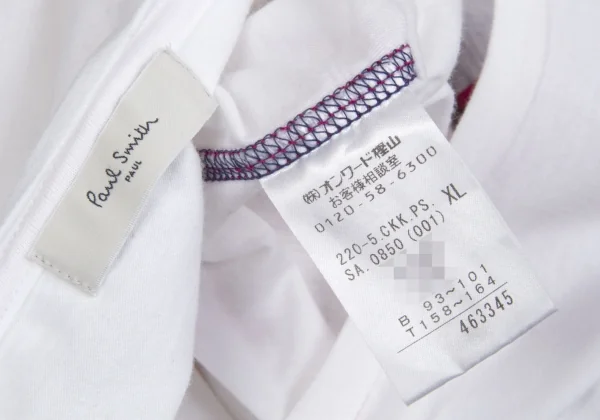 Paul Smith
PAUL
㈱オンワード樫山
お客様相談室
0120-58-6300
220-5.CKK.PS. XL
SA. 0850 (001)
B 93~101
T158~164
463345